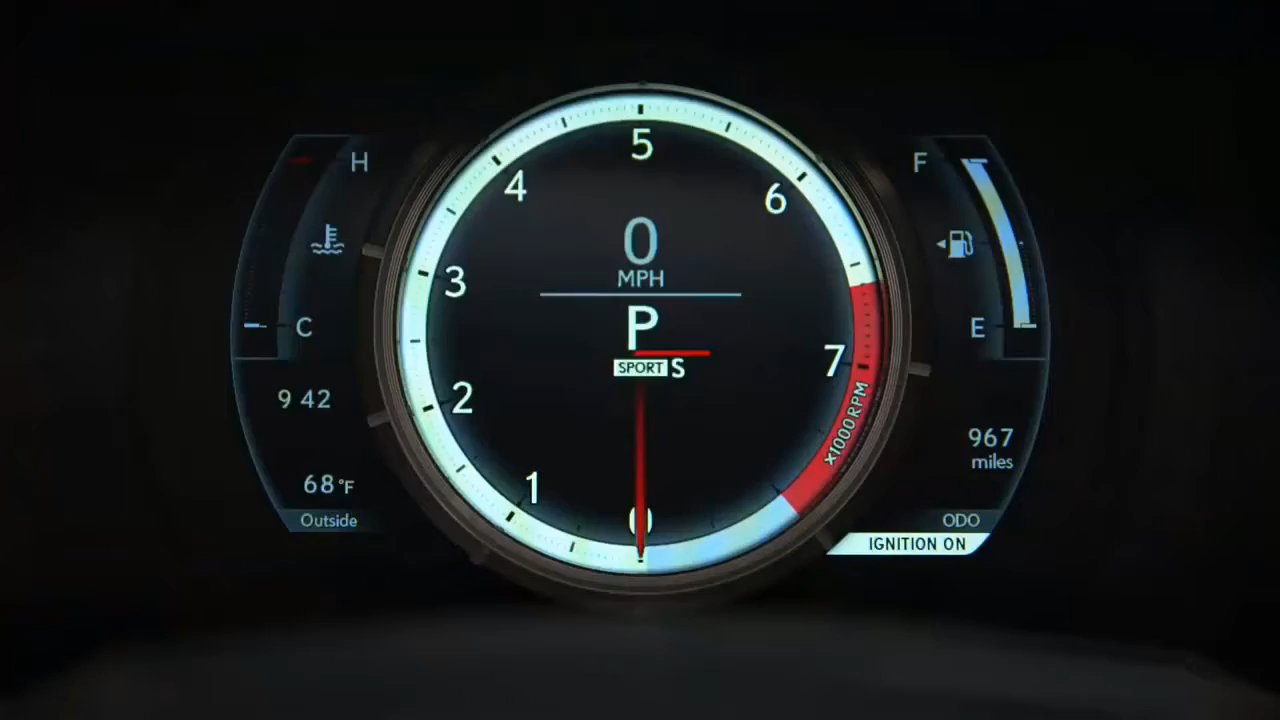 H
C
9 42
68°F
Outside
5
4
6
3
2
7
1
0
x1000RPM
0
MPH
P
SPORT S
F
E
967
miles
ODO
IGNITION ON